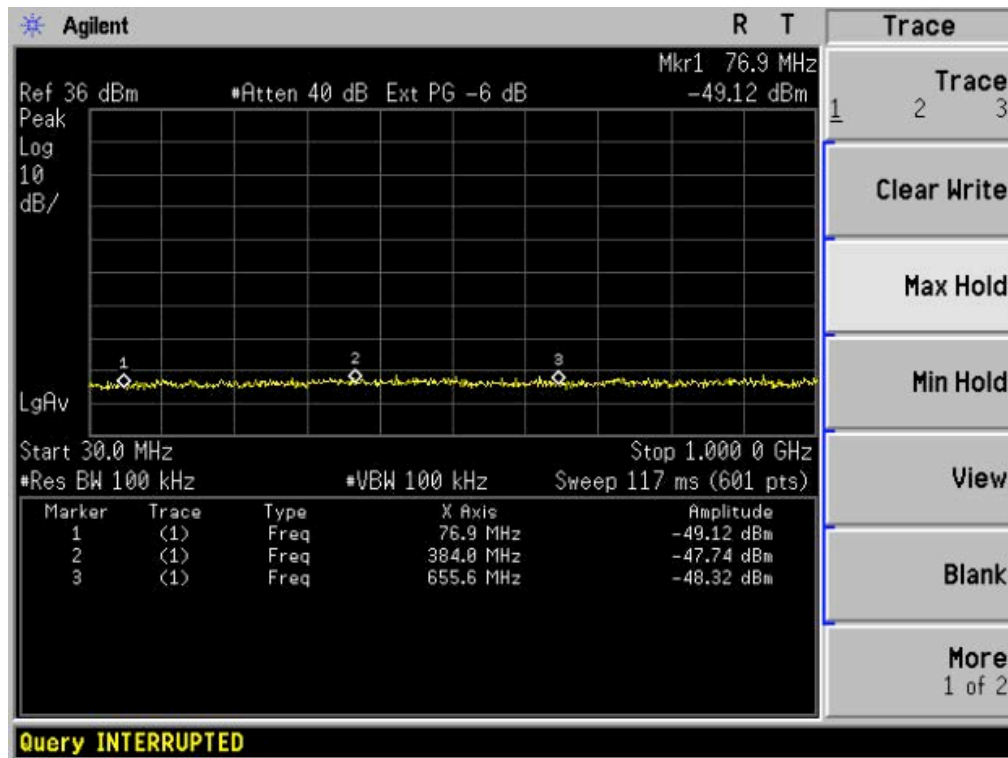 Agilent R T Trace
Mkr1 76.9 MHz
Ref 36 dBm #Atten 40 dB Ext PG -6 dB -49.12 dBm
Peak
Log
10
dB/
1
2
3
LgAv
Start 30.0 MHz Stop 1.000 0 GHz
#Res BW 100 kHz #VBW 100 kHz Sweep 117 ms (601 pts)
Marker Trace Type X Axis Amplitude
1 (1) Freq 76.9 MHz -49.12 dBm
2 (1) Freq 384.0 MHz -47.74 dBm
3 (1) Freq 655.6 MHz -48.32 dBm
Trace
1 2 3
Clear Write
Max Hold
Min Hold
View
Blank
More
1 of 2
Query INTERRUPTED